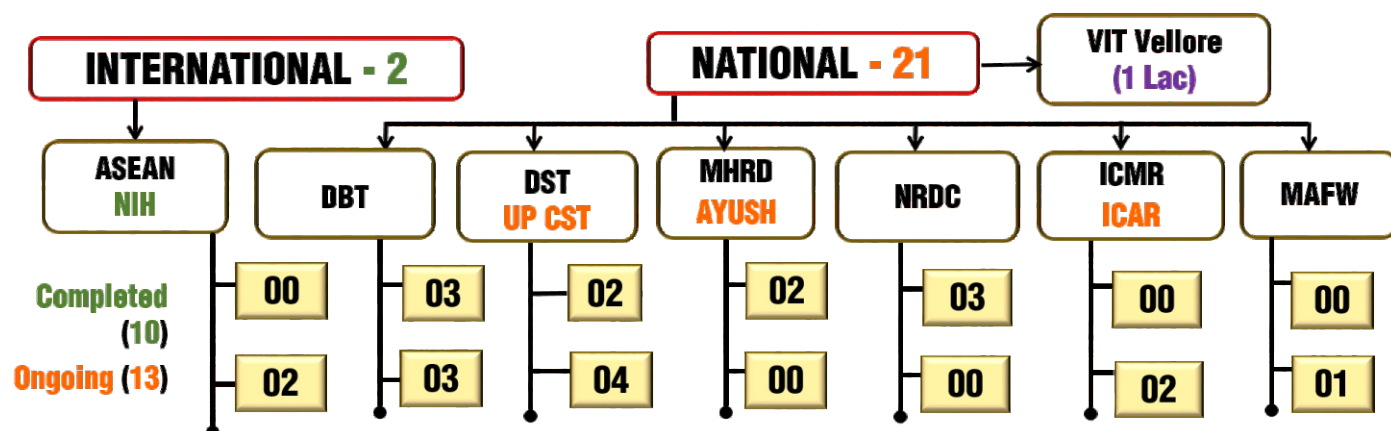 INTERNATIONAL - 2
NATIONAL - 21
VIT Vellore
(1 Lac)
ASEAN
NIH
DBT
DST
UP CST
MHRD
AYUSH
NRDC
ICMR
ICAR
MAFW
Completed
(10)
00
03
02
02
03
00
00
Ongoing (13)
02
03
04
00
00
02
01